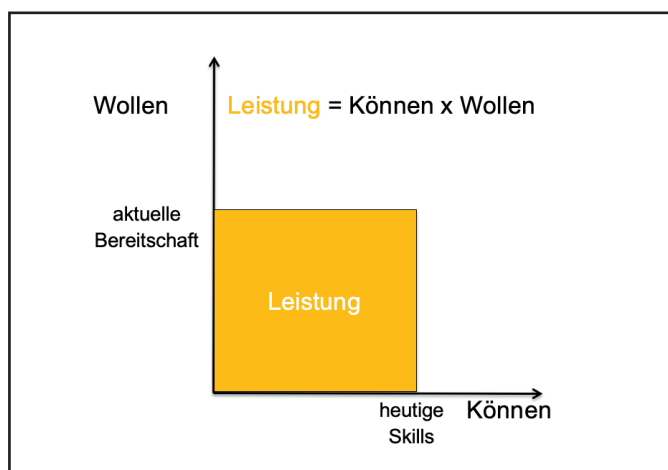 Wollen
Leistung = Können x Wollen
aktuelle
Bereitschaft
Leistung
heutige
Skills
Können